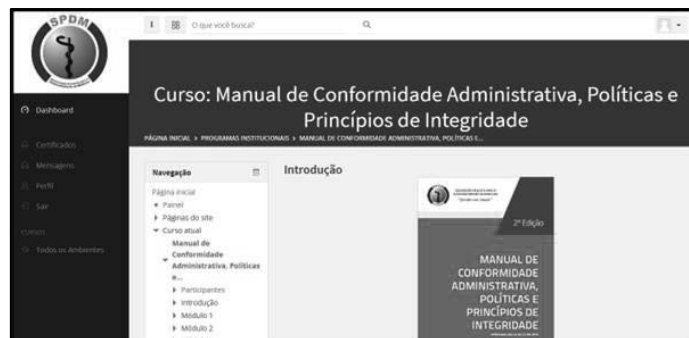 SPDM
O que você busca?
Curso: Manual de Conformidade Administrativa, Políticas e
Princípios de Integridade
PÁGINA INICIAL > PROGRAMAS INSTITUCIONAIS > MANUAL DE CONFORMIDADE ADMINISTRATIVA, POLÍTICAS E...
Dashboard
Certificados
Mensagens
Perfil
Sair
CURSOS
Todos os Ambientes
Navegação
Página inicial
Painel
Páginas do site
Curso atual
Manual de
Conformidade
Administrativa, Políticas
e...
Participantes
Introdução
Módulo 1
Módulo 2
Introdução
2ª Edição
MANUAL DE
CONFORMIDADE
ADMINISTRATIVA,
POLÍTICAS E
PRINCÍPIOS DE
INTEGRIDADE